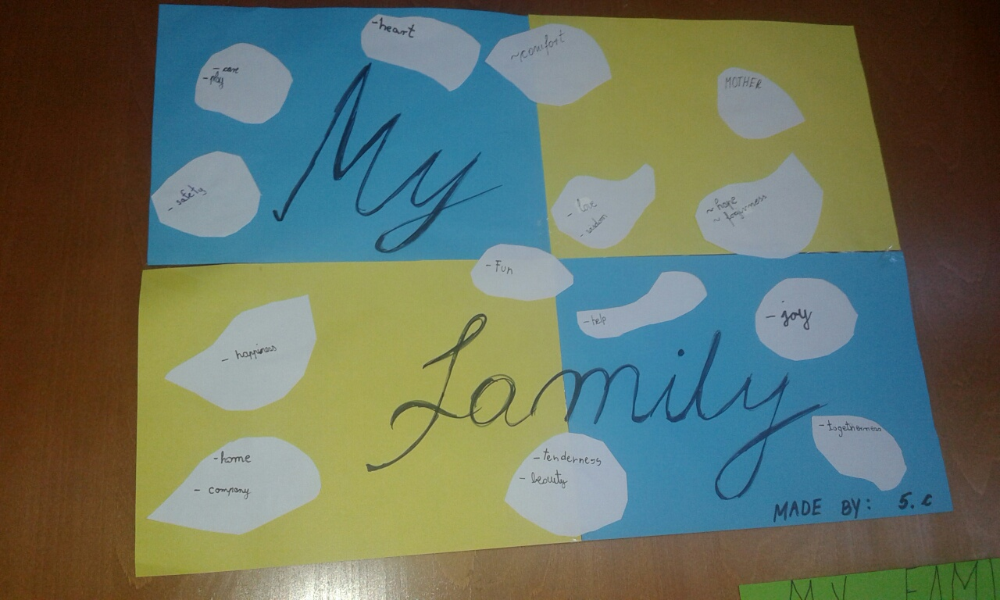 -heart
~comfort
- care
- play
MOTHER
My
- safety
- love
- wisdom
~ hope
~ forgivness
- Fun
- help
- joy
- happiness
Family
- togetherness
- home
- company
- tenderness
- beauty
MADE BY: 5. c
MY FAMI